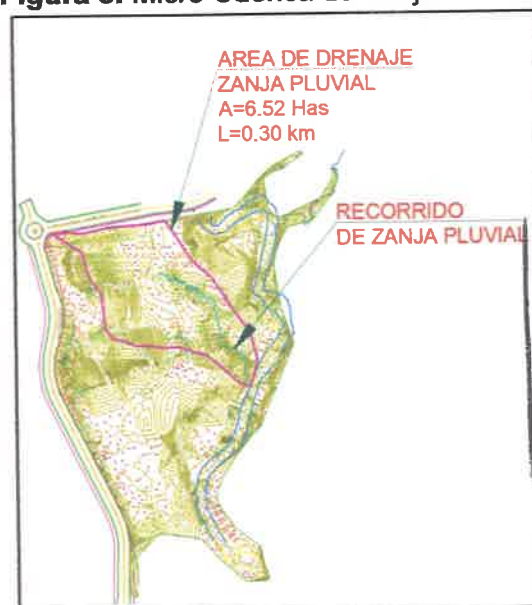 AREA DE DRENAJE
ZANJA PLUVIAL
A=6.52 Has
L=0.30 km
RECORRIDO
DE ZANJA PLUVIAL